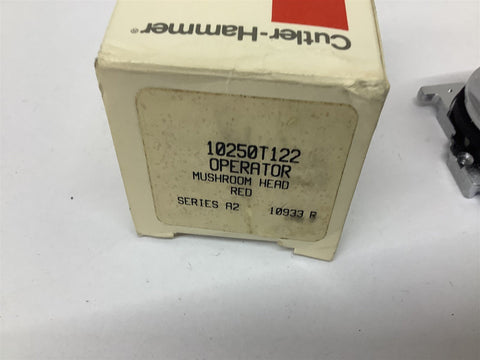 Cutler-Hammer®
10250T122
OPERATOR
MUSHROOM HEAD
RED
SERIES A2 10933 R